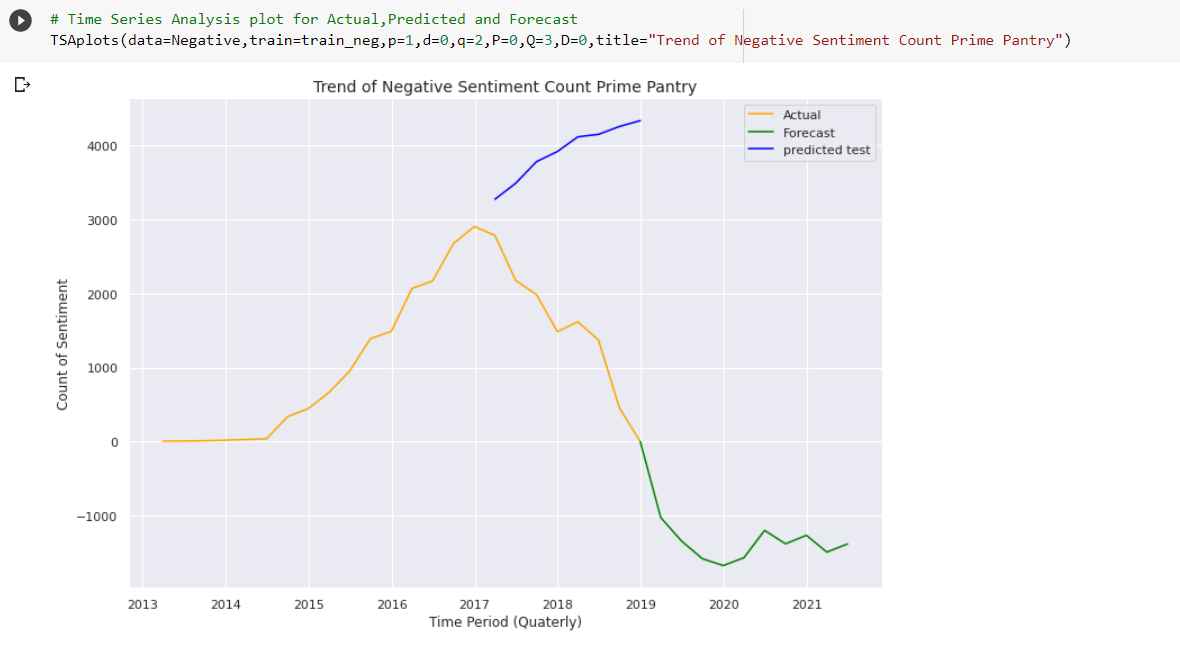 # Time Series Analysis plot for Actual,Predicted and Forecast
TSAplots(data=Negative,train=train_neg,p=1,d=0,q=2,P=0,Q=3,D=0,title="Trend of Negative Sentiment Count Prime Pantry")
Trend of Negative Sentiment Count Prime Pantry
Actual
Forecast
predicted test
4000
3000
2000
1000
0
−1000
Count of Sentiment
2013 2014 2015 2016 2017 2018 2019 2020 2021
Time Period (Quaterly)